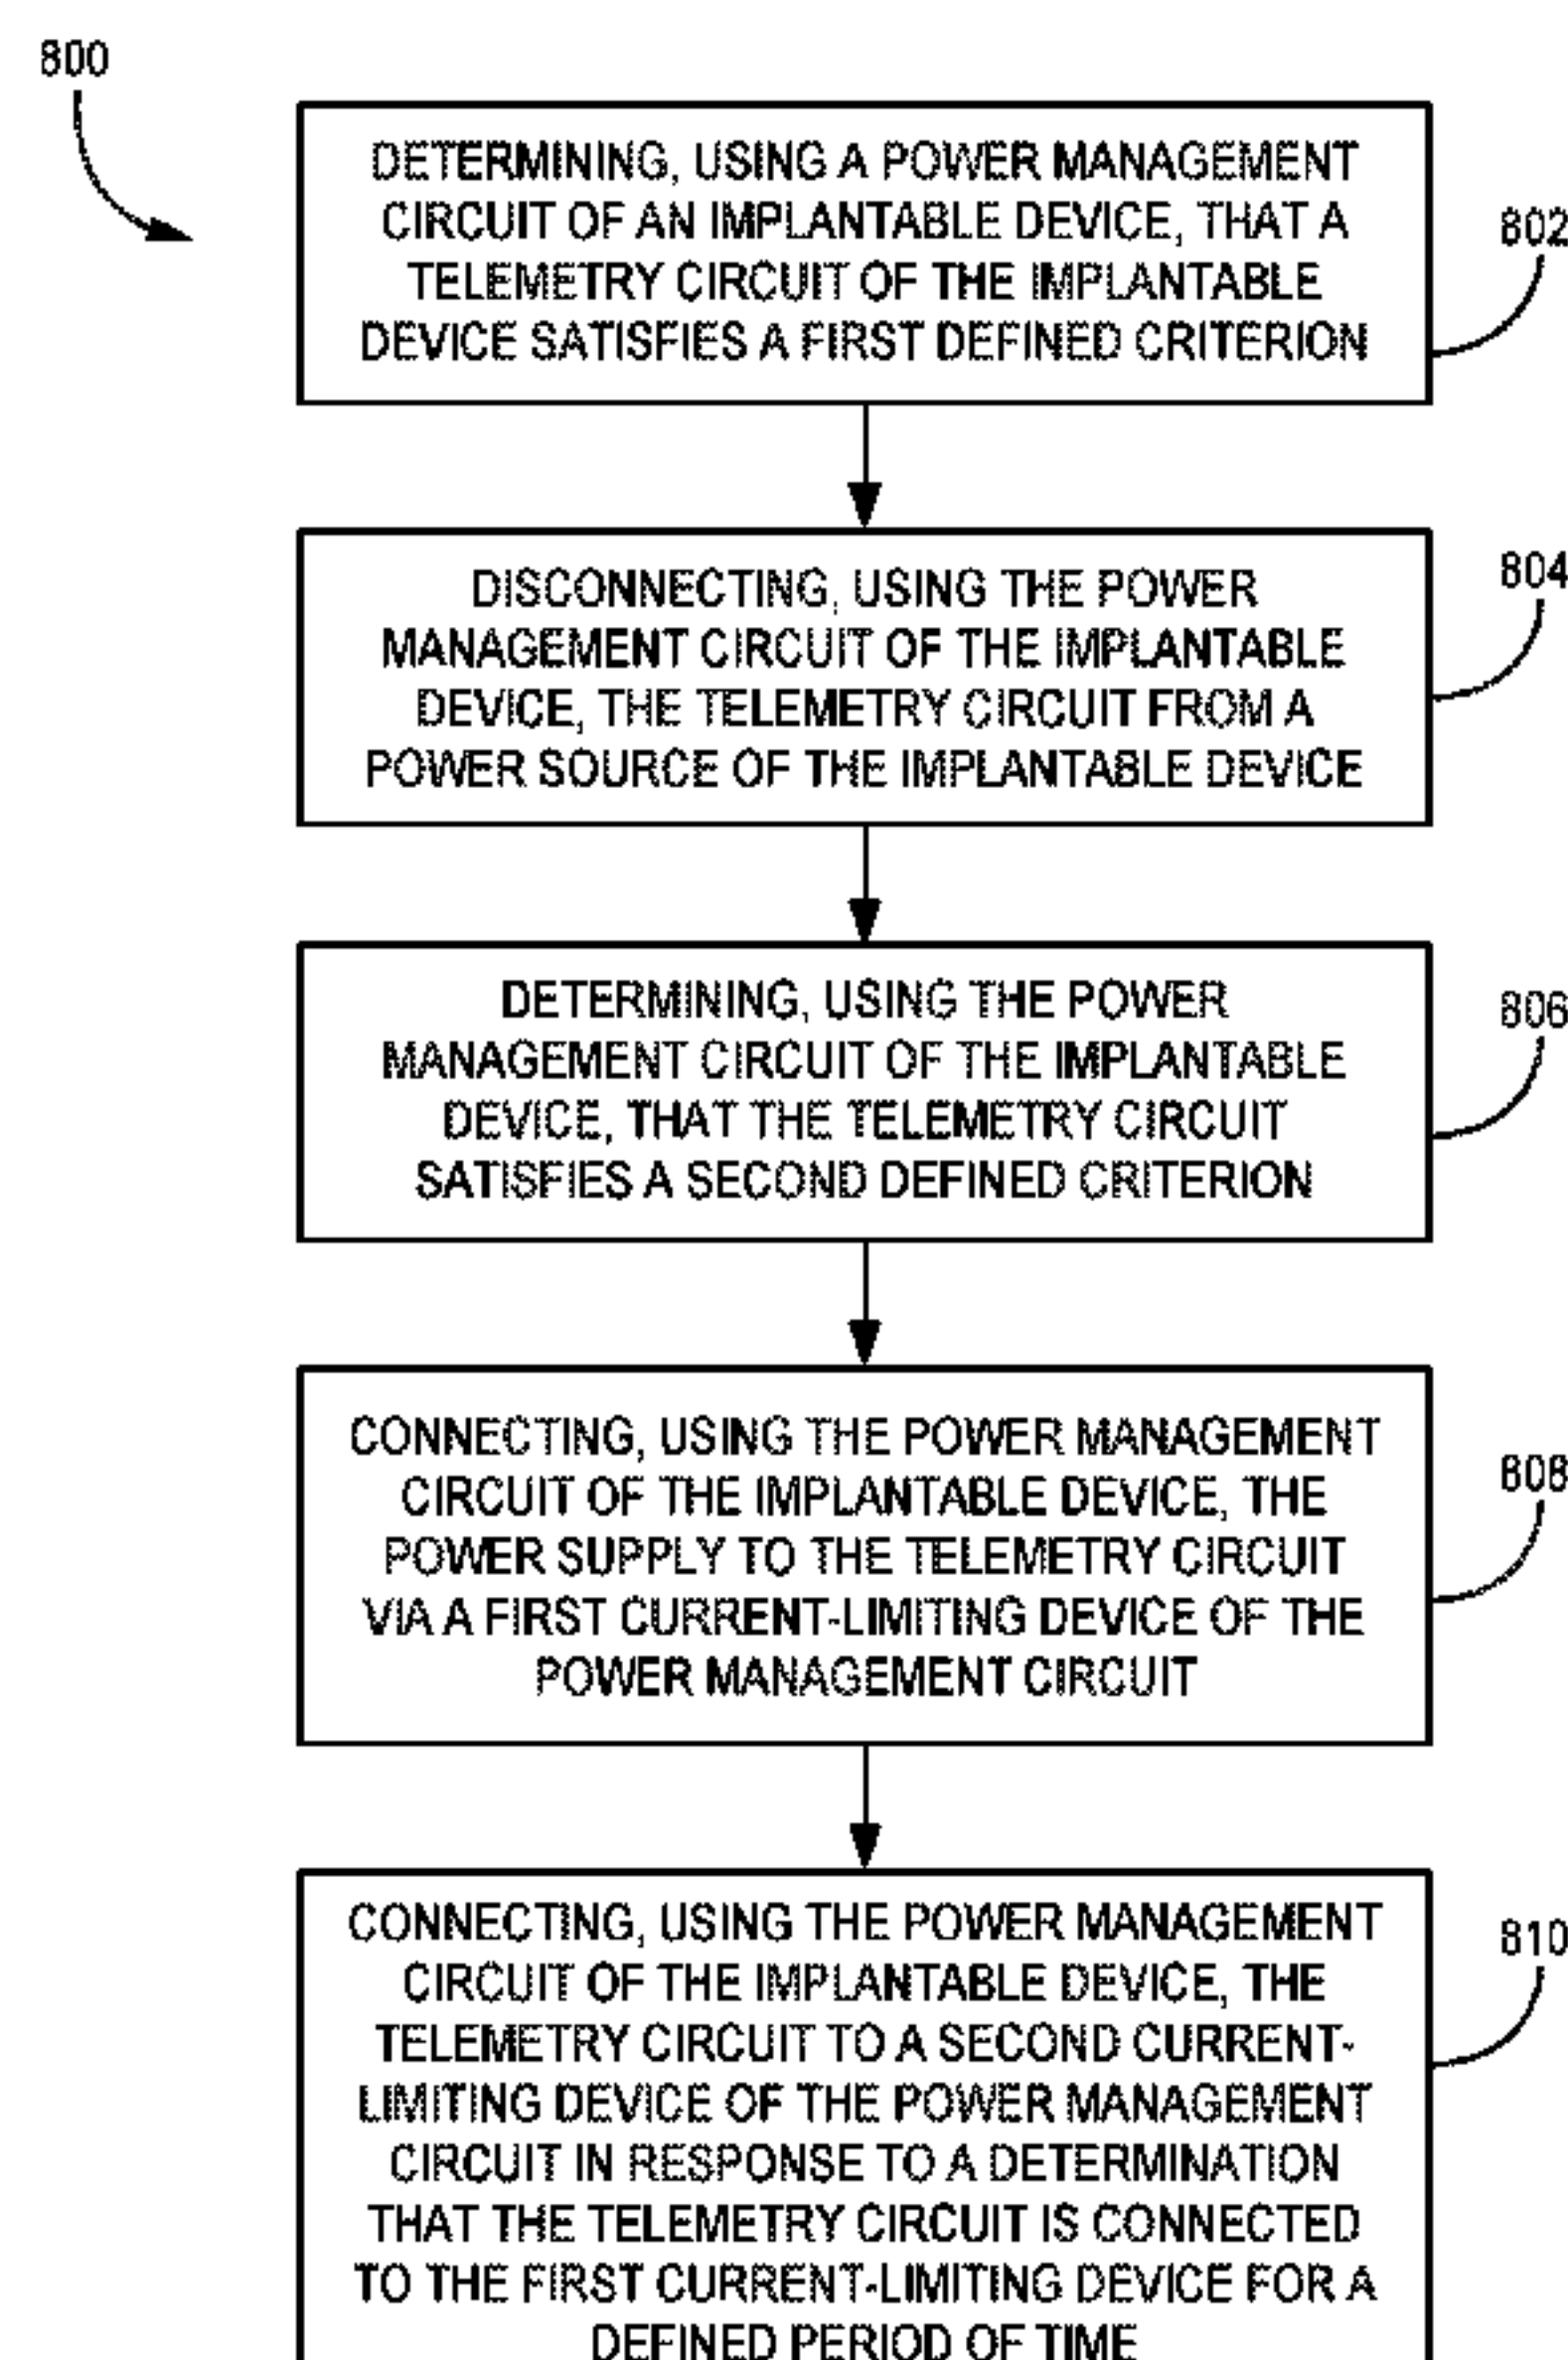 800
DETERMINING, USING A POWER MANAGEMENT
CIRCUIT OF AN IMPLANTABLE DEVICE, THAT A
TELEMETRY CIRCUIT OF THE IMPLANTABLE
DEVICE SATISFIES A FIRST DEFINED CRITERION
802
DISCONNECTING, USING THE POWER
MANAGEMENT CIRCUIT OF THE IMPLANTABLE
DEVICE, THE TELEMETRY CIRCUIT FROM A
POWER SOURCE OF THE IMPLANTABLE DEVICE
804
DETERMINING, USING THE POWER
MANAGEMENT CIRCUIT OF THE IMPLANTABLE
DEVICE, THAT THE TELEMETRY CIRCUIT
SATISFIES A SECOND DEFINED CRITERION
806
CONNECTING, USING THE POWER MANAGEMENT
CIRCUIT OF THE IMPLANTABLE DEVICE, THE
POWER SUPPLY TO THE TELEMETRY CIRCUIT
VIA A FIRST CURRENT-LIMITING DEVICE OF THE
POWER MANAGEMENT CIRCUIT
808
CONNECTING, USING THE POWER MANAGEMENT
CIRCUIT OF THE IMPLANTABLE DEVICE, THE
TELEMETRY CIRCUIT TO A SECOND CURRENT-
LIMITING DEVICE OF THE POWER MANAGEMENT
CIRCUIT IN RESPONSE TO A DETERMINATION
THAT THE TELEMETRY CIRCUIT IS CONNECTED
TO THE FIRST CURRENT-LIMITING DEVICE FOR A
DEFINED PERIOD OF TIME
810